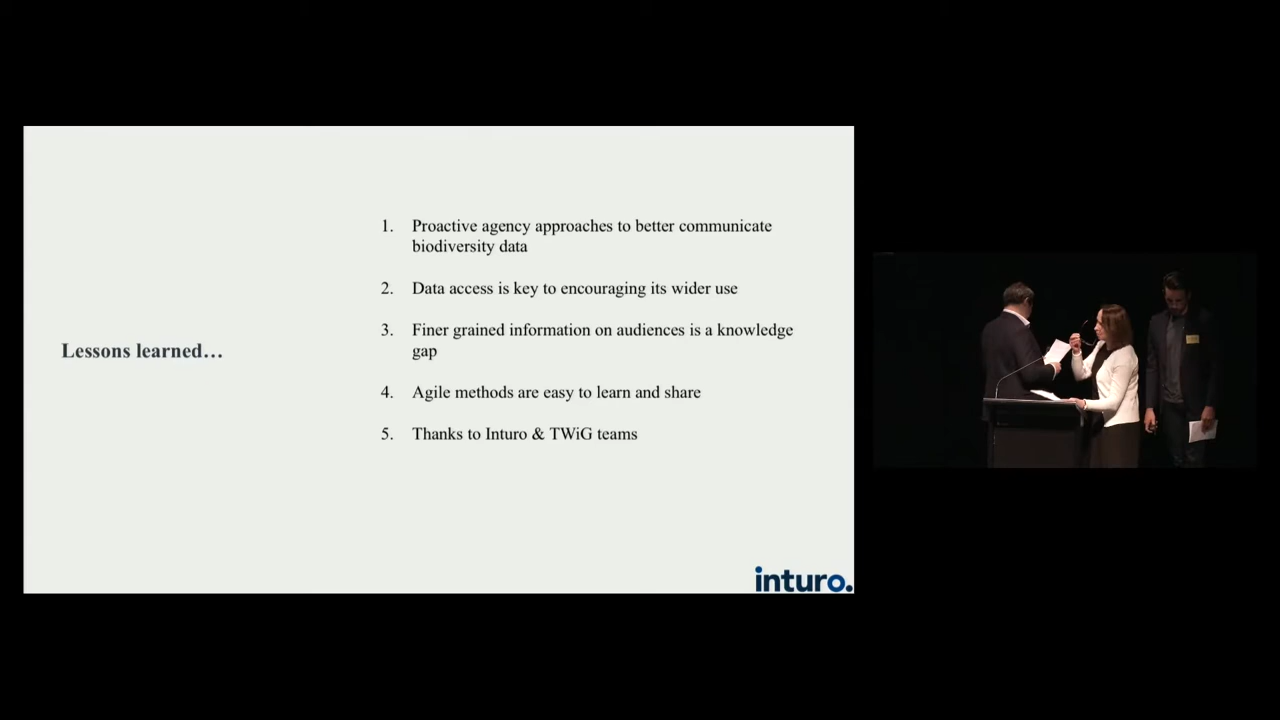 Lessons learned…
1. Proactive agency approaches to better communicate
biodiversity data
2. Data access is key to encouraging its wider use
3. Finer grained information on audiences is a knowledge
gap
4. Agile methods are easy to learn and share
5. Thanks to Inturo & TWiG teams
inturo.